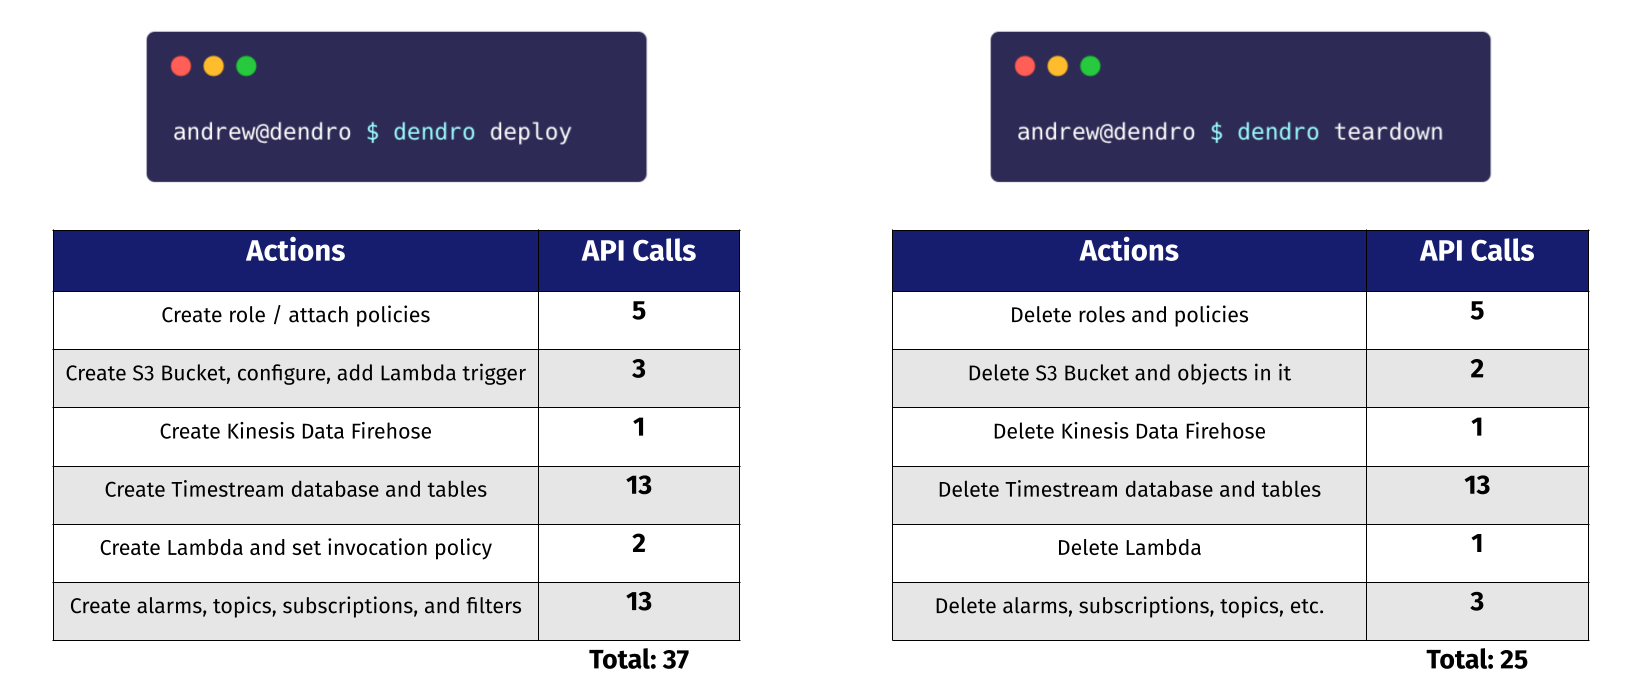 andrew@dendro $ dendro deploy
Actions API Calls
Create role / attach policies 5
Create S3 Bucket, configure, add Lambda trigger 3
Create Kinesis Data Firehose 1
Create Timestream database and tables 13
Create Lambda and set invocation policy 2
Create alarms, topics, subscriptions, and filters 13
Total: 37
andrew@dendro $ dendro teardown
Actions API Calls
Delete roles and policies 5
Delete S3 Bucket and objects in it 2
Delete Kinesis Data Firehose 1
Delete Timestream database and tables 13
Delete Lambda 1
Delete alarms, subscriptions, topics, etc. 3
Total: 25